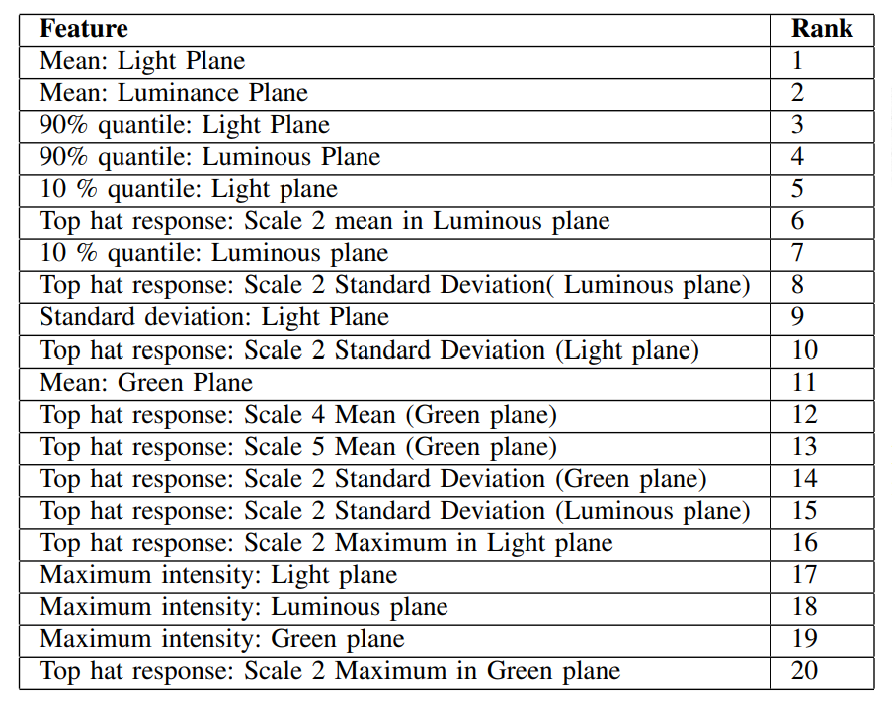 Feature Rank
Mean: Light Plane 1
Mean: Luminance Plane 2
90% quantile: Light Plane 3
90% quantile: Luminous Plane 4
10 % quantile: Light plane 5
Top hat response: Scale 2 mean in Luminous plane 6
10 % quantile: Luminous plane 7
Top hat response: Scale 2 Standard Deviation( Luminous plane) 8
Standard deviation: Light Plane 9
Top hat response: Scale 2 Standard Deviation (Light plane) 10
Mean: Green Plane 11
Top hat response: Scale 4 Mean (Green plane) 12
Top hat response: Scale 5 Mean (Green plane) 13
Top hat response: Scale 2 Standard Deviation (Green plane) 14
Top hat response: Scale 2 Standard Deviation (Luminous plane) 15
Top hat response: Scale 2 Maximum in Light plane 16
Maximum intensity: Light plane 17
Maximum intensity: Luminous plane 18
Maximum intensity: Green plane 19
Top hat response: Scale 2 Maximum in Green plane 20